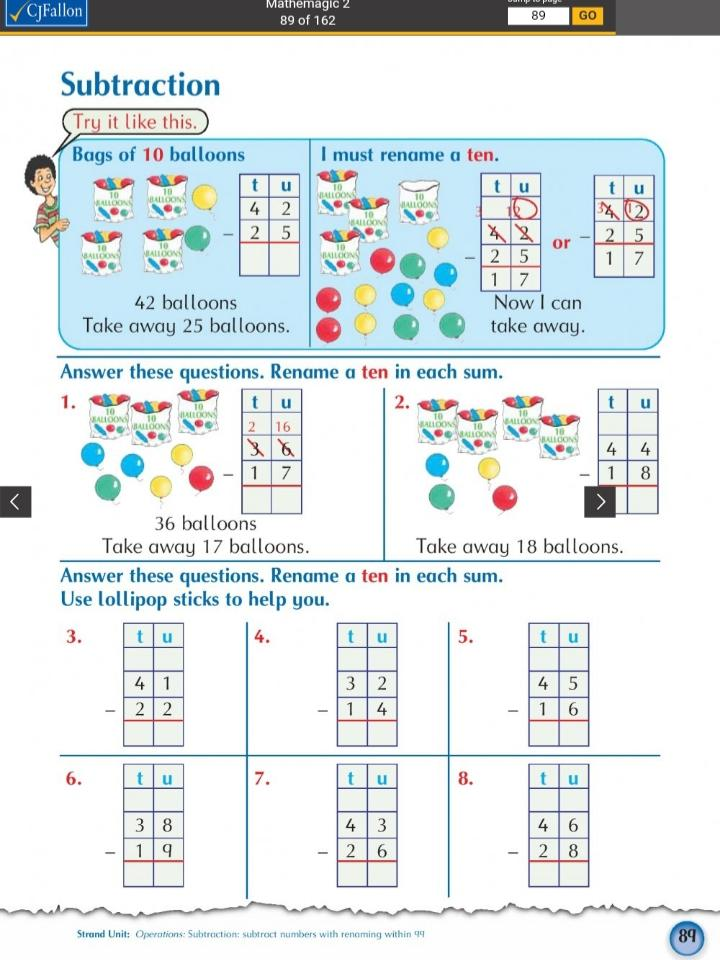 CJFallon
Mathemagic 2
89 of 162
Jump to page
89 GO
Subtraction
Try it like this.
Bags of 10 balloons
10 BALLOONS
10 BALLOONS
10 BALLOONS
10 BALLOONS
t u
4 2
– 2 5
42 balloons
Take away 25 balloons.
I must rename a ten.
10 BALLOONS
10 BALLOONS
10 BALLOONS
10 BALLOONS
t u
3 12
4 2
– 2 5
1 7
or
t u
3 4 12
– 2 5
1 7
Now I can
take away.
Answer these questions. Rename a ten in each sum.
1.
10 BALLOONS
10 BALLOONS
10 BALLOONS
t u
2 16
3 6
– 1 7
36 balloons
Take away 17 balloons.
2.
10 BALLOONS
10 BALLOONS
10 BALLOONS
10 BALLOONS
t u
4 4
– 1 8
Take away 18 balloons.
Answer these questions. Rename a ten in each sum.
Use lollipop sticks to help you.
3.
t u
4 1
– 2 2
4.
t u
3 2
– 1 4
5.
t u
4 5
– 1 6
6.
t u
3 8
– 1 9
7.
t u
4 3
– 2 6
8.
t u
4 6
– 2 8
Strand Unit: Operations: Subtraction: subtract numbers with renaming within 99
89